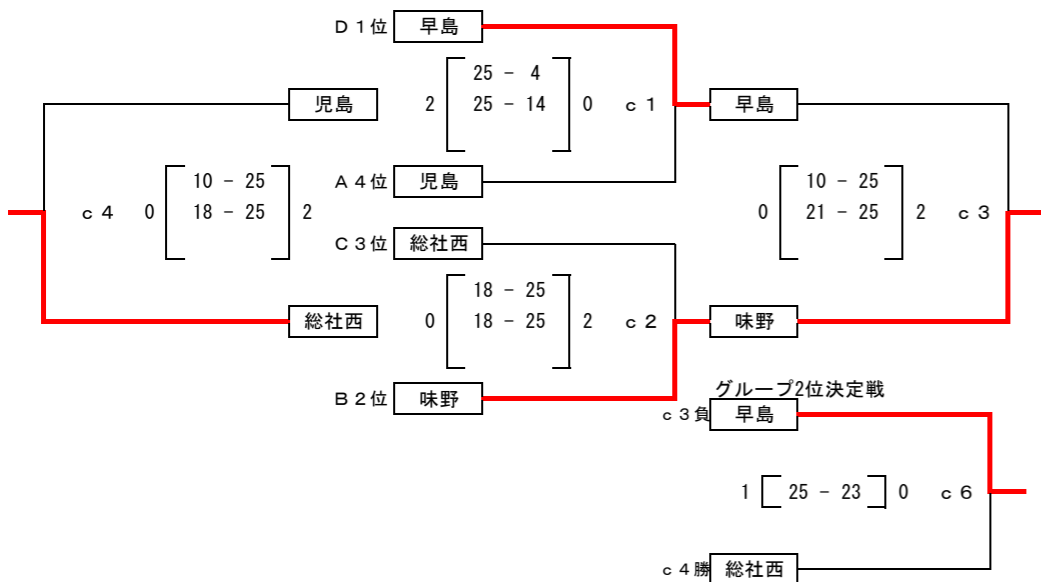 D1位 早島
児島
2 25 - 4 0 c1
25 - 14
早島
A4位 児島
c4 0 10 - 25 2
18 - 25
0 10 - 25 2 c3
21 - 25
C3位 総社西
総社西
0 18 - 25 2 c2
18 - 25
味野
B2位 味野
グループ2位決定戦
c3負 早島
1 25 - 23 0 c6
c4勝 総社西